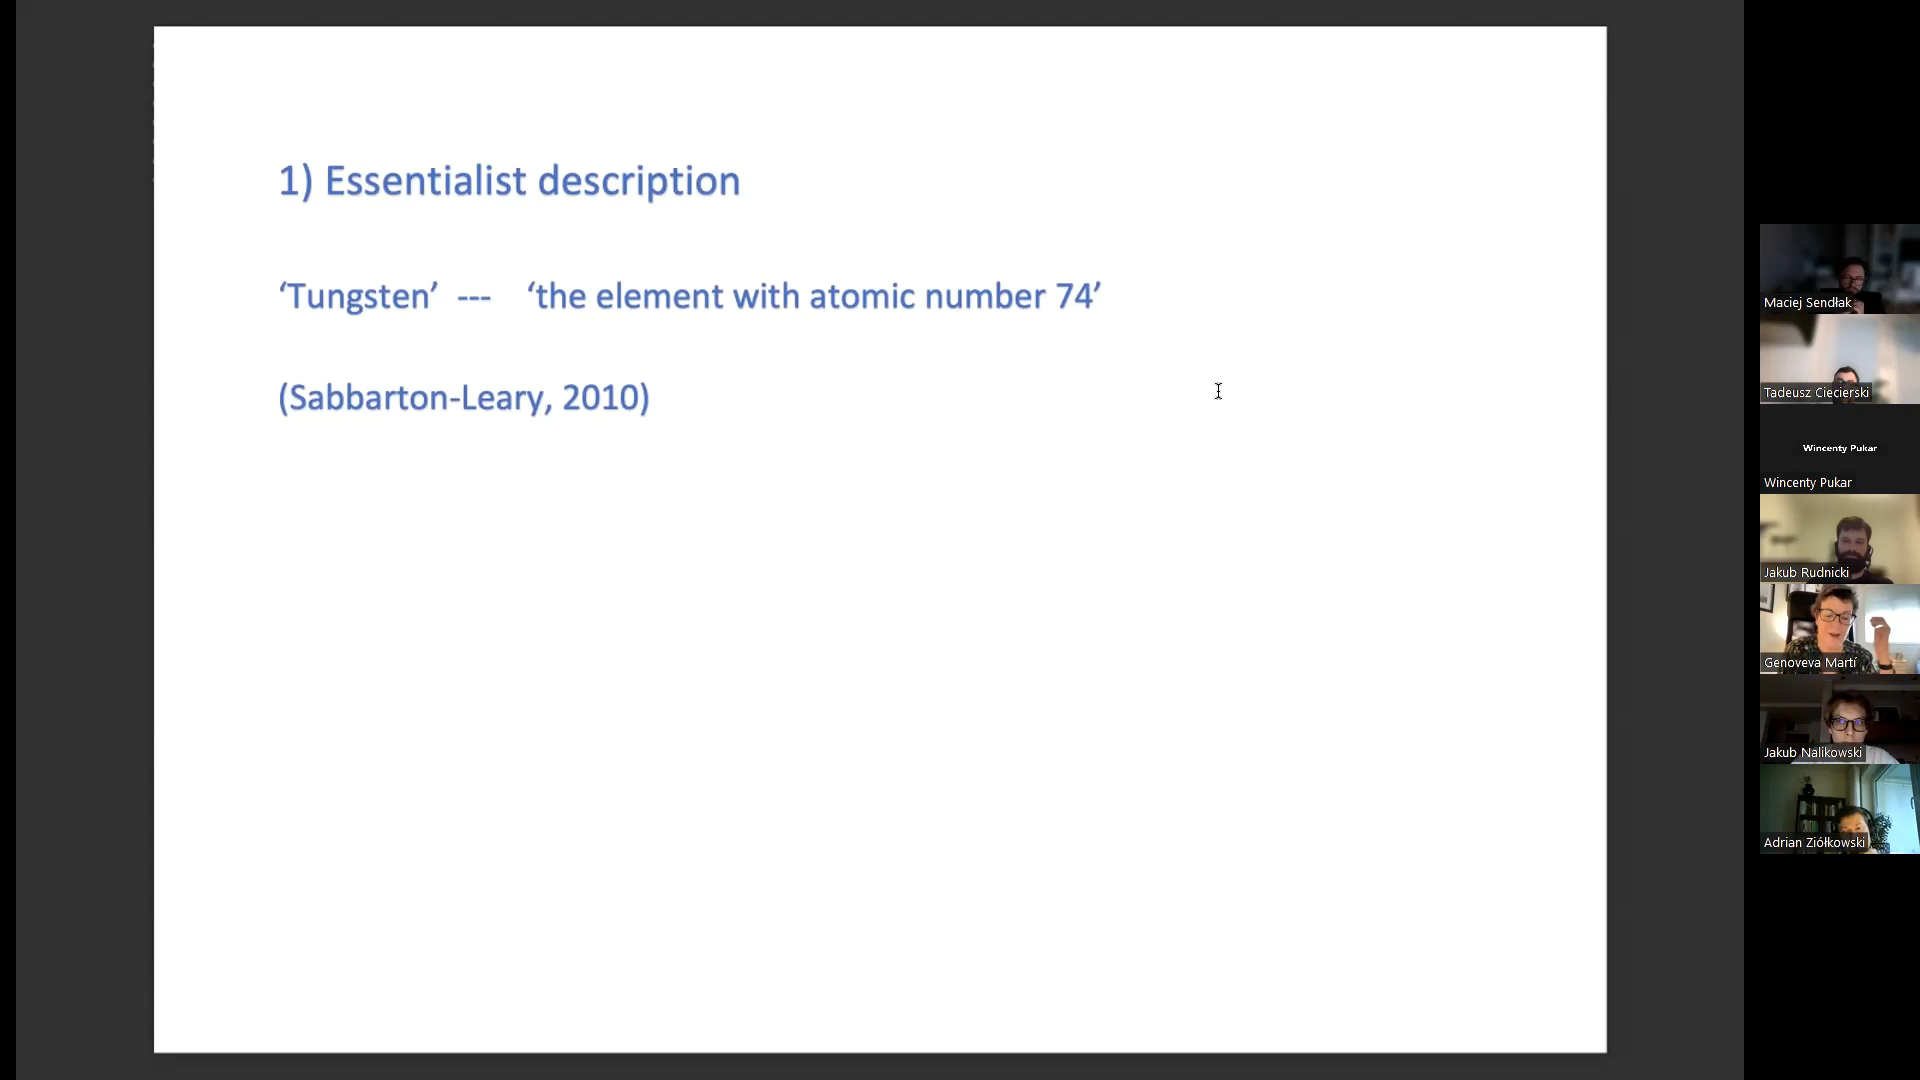 1) Essentialist description
‘Tungsten’ --- ‘the element with atomic number 74’
(Sabbarton-Leary, 2010)
Maciej Sendłak
Tadeusz Ciecierski
Wincenty Pukar
Wincenty Pukar
Jakub Rudnicki
Genoveva Martí
Jakub Nalikowski
Adrian Ziółkowski